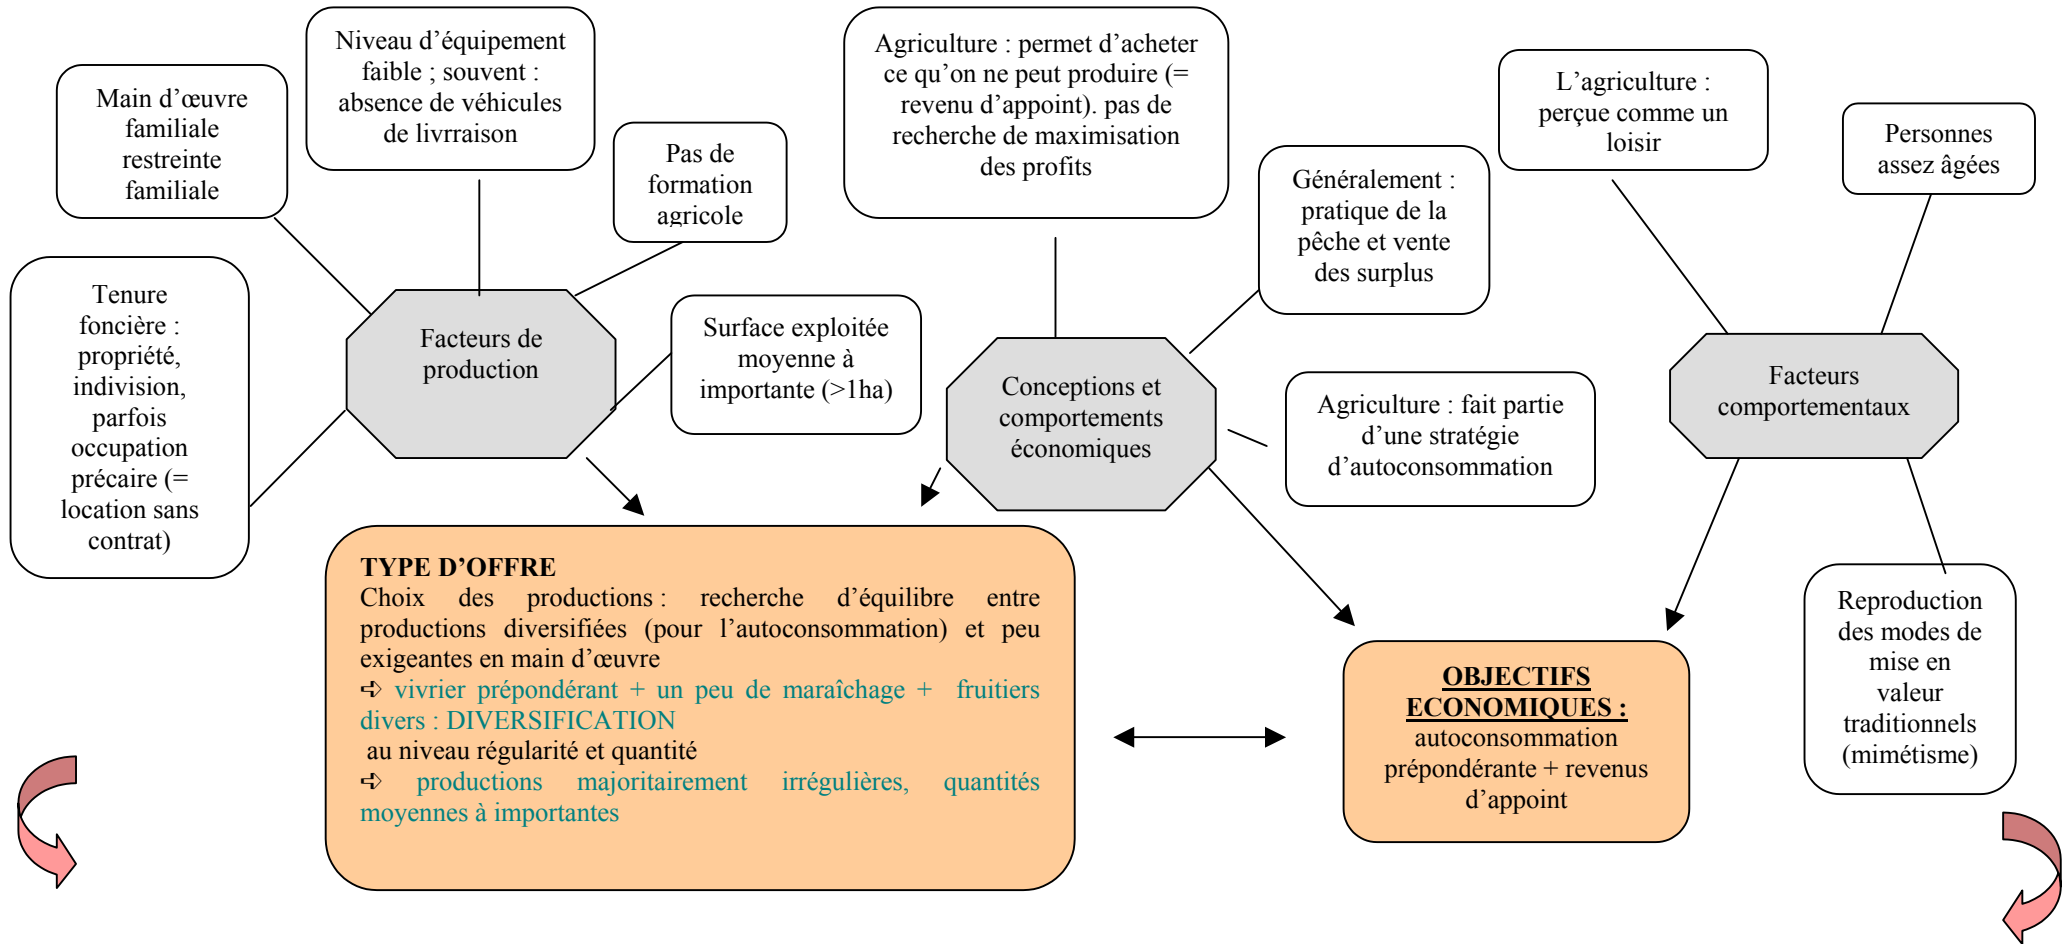 Main d’œuvre
familiale
restreinte
familiale
Niveau d’équipement
faible ; souvent :
absence de véhicules
de livrraison
Pas de
formation
agricole
Tenure
foncière :
propriété,
indivision,
parfois
occupation
précaire (=
location sans
contrat)
Facteurs de
production
Surface exploitée
moyenne à
importante (>1ha)
Agriculture : permet d’acheter
ce qu’on ne peut produire (=
revenu d’appoint). pas de
recherche de maximisation
des profits
Généralement :
pratique de la
pêche et vente
des surplus
Conceptions et
comportements
économiques
Agriculture : fait partie
d’une stratégie
d’autoconsommation
L’agriculture :
perçue comme un
loisir
Personnes
assez âgées
Facteurs
comportementaux
Reproduction
des modes de
mise en
valeur
traditionnels
(mimétisme)
TYPE D’OFFRE
Choix des productions : recherche d’équilibre entre
productions diversifiées (pour l’autoconsommation) et peu
exigeantes en main d’œuvre
➪ vivrier prépondérant + un peu de maraîchage + fruitiers
divers : DIVERSIFICATION
au niveau régularité et quantité
➪ productions majoritairement irrégulières, quantités
moyennes à importantes
OBJECTIFS
ECONOMIQUES :
autoconsommation
prépondérante + revenus
d’appoint